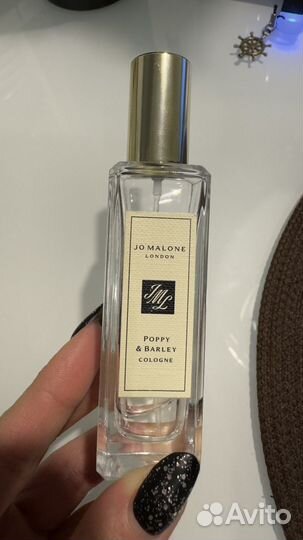 JO MALONE
LONDON
JML
POPPY
& BARLEY
COLOGNE
Avito